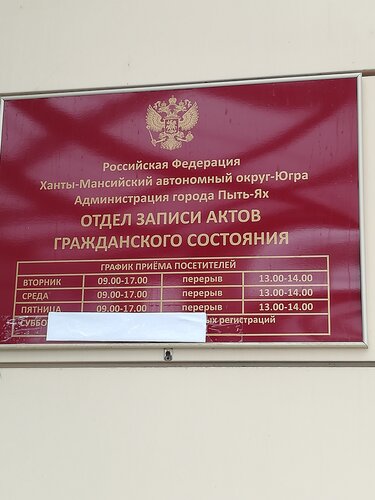 Российская Федерация
Ханты-Мансийский автономный округ-Югра
Администрация города Пыть-Ях
ОТДЕЛ ЗАПИСИ АКТОВ
ГРАЖДАНСКОГО СОСТОЯНИЯ
ГРАФИК ПРИЁМА ПОСЕТИТЕЛЕЙ
ВТОРНИК 09.00-17.00 перерыв 13.00-14.00
СРЕДА 09.00-17.00 перерыв 13.00-14.00
ПЯТНИЦА 09.00-17.00 перерыв 13.00-14.00
регистраций